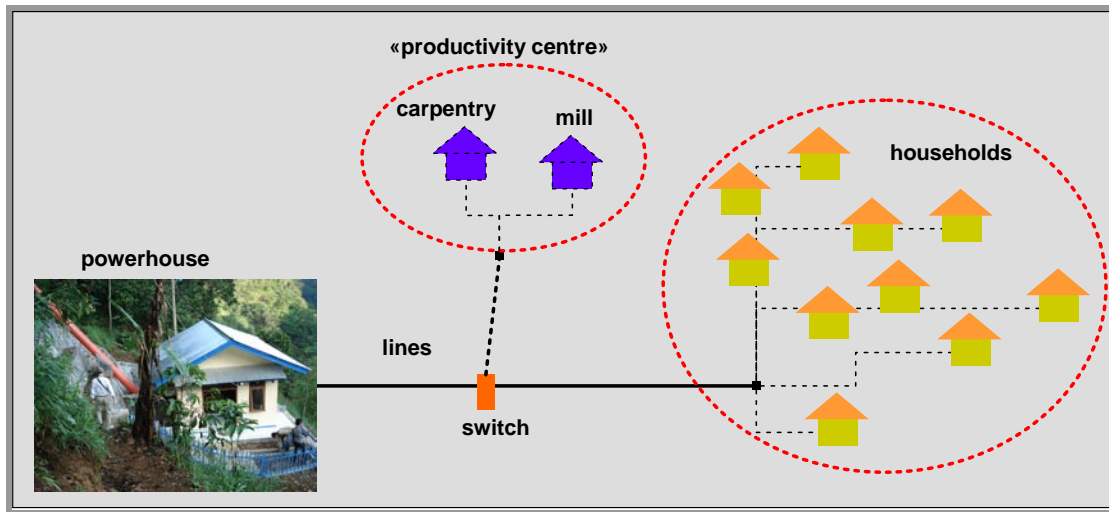 «productivity centre»
carpentry
mill
households
powerhouse
lines
switch